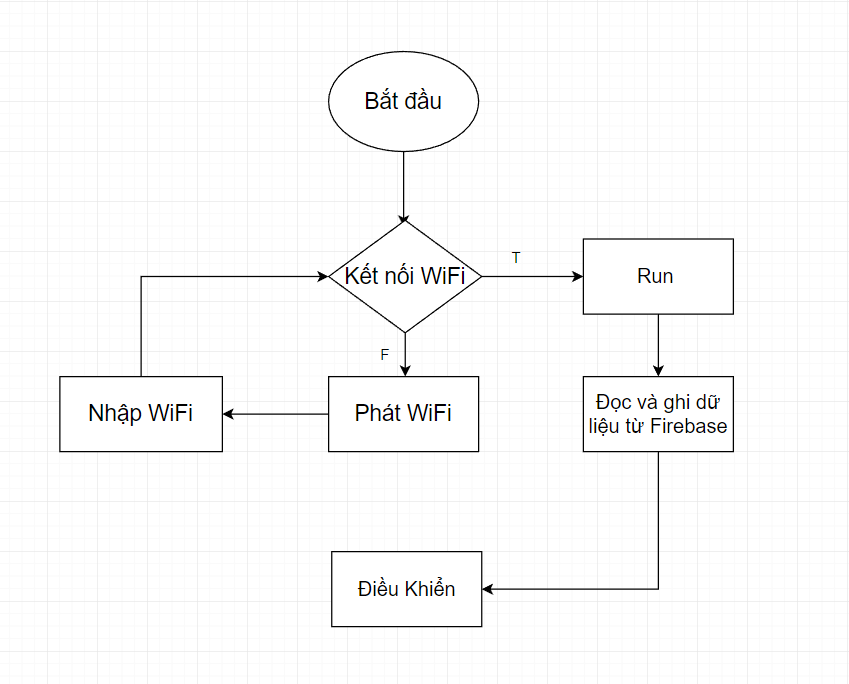 Bắt đầu
Kết nối WiFi
T
Run
F
Nhập WiFi
Phát WiFi
Đọc và ghi dữ
liệu từ Firebase
Điều Khiển